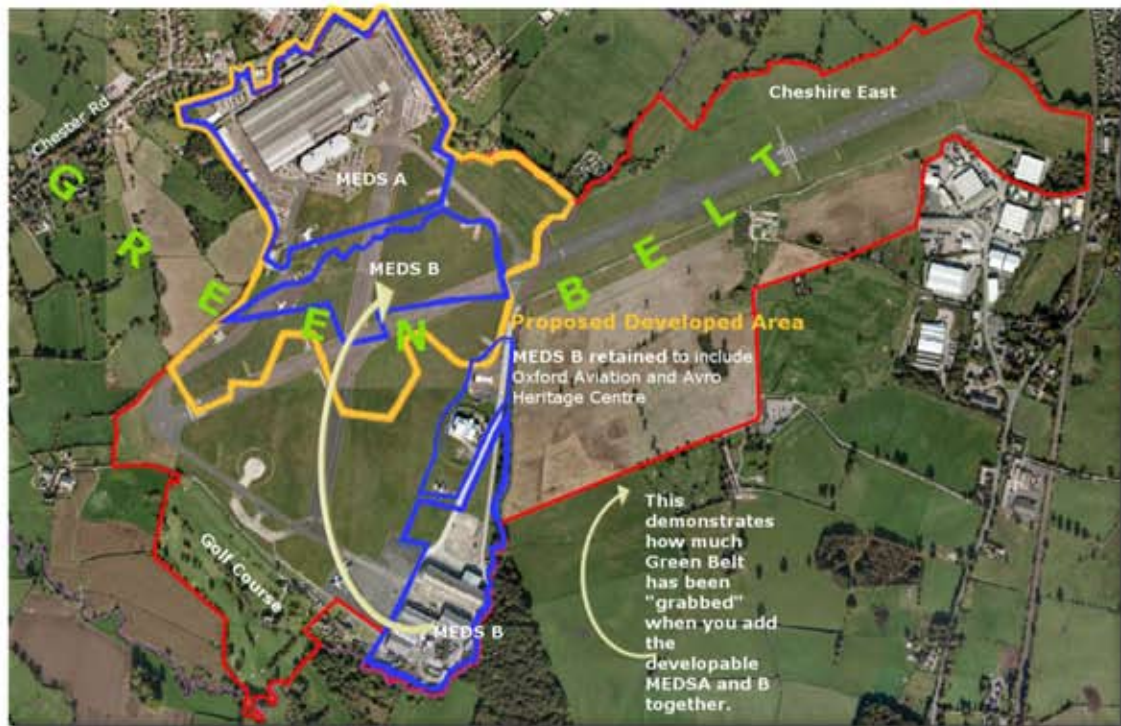 Chester Rd
Cheshire East
GREEN BELT
MEDS A
MEDS B
Proposed Developed Area
MEDS B retained to include
Oxford Aviation and Avro
Heritage Centre
This
demonstrates
how much
Green Belt
has been
"grabbed"
when you add
the
developable
MEDSA and B
together.
Golf Course
MEDS B